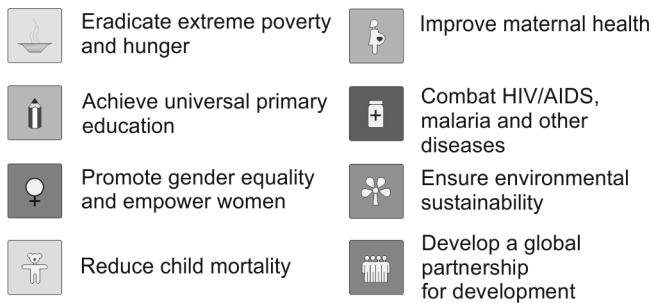 Eradicate extreme poverty
and hunger
Achieve universal primary
education
Promote gender equality
and empower women
Reduce child mortality
Improve maternal health
Combat HIV/AIDS,
malaria and other
diseases
Ensure environmental
sustainability
Develop a global
partnership
for development